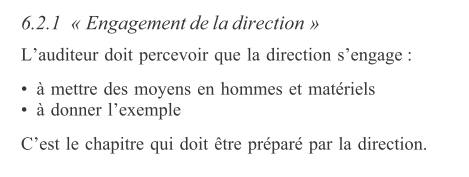 6.2.1 « Engagement de la direction »
L’auditeur doit percevoir que la direction s’engage :
• à mettre des moyens en hommes et matériels
• à donner l’exemple
C’est le chapitre qui doit être préparé par la direction.